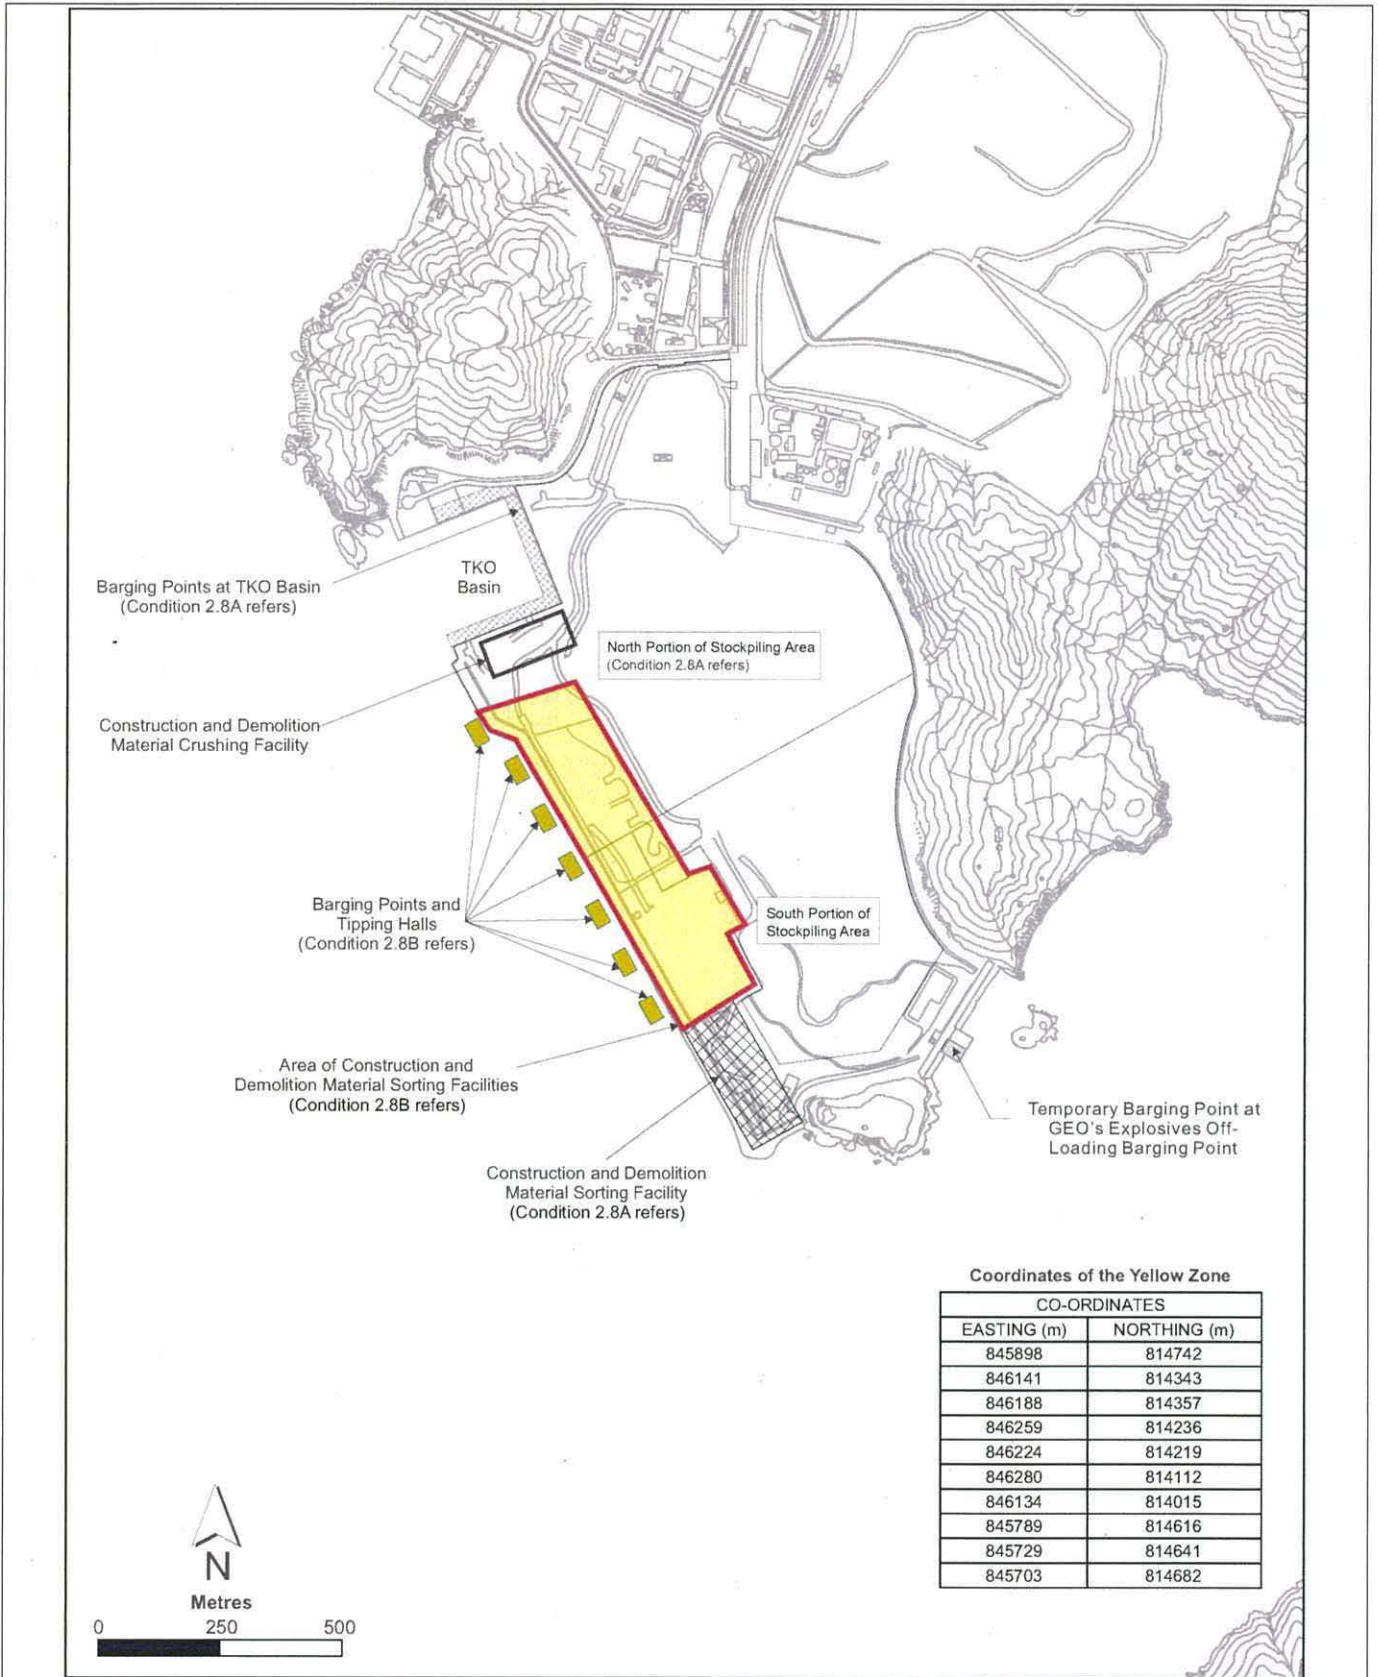 TKO
Basin
Barging Points at TKO Basin
(Condition 2.8A refers)
North Portion of Stockpiling Area
(Condition 2.8A refers)
Construction and Demolition
Material Crushing Facility
Barging Points and
Tipping Halls
(Condition 2.8B refers)
South Portion of
Stockpiling Area
Area of Construction and
Demolition Material Sorting Facilities
(Condition 2.8B refers)
Temporary Barging Point at
GEO's Explosives Off-
Loading Barging Point
Construction and Demolition
Material Sorting Facility
(Condition 2.8A refers)
Coordinates of the Yellow Zone
CO-ORDINATES
EASTING (m) NORTHING (m)
845898 814742
846141 814343
846188 814357
846259 814236
846224 814219
846280 814112
846134 814015
845789 814616
845729 814641
845703 814682
N
Metres
0 250 500